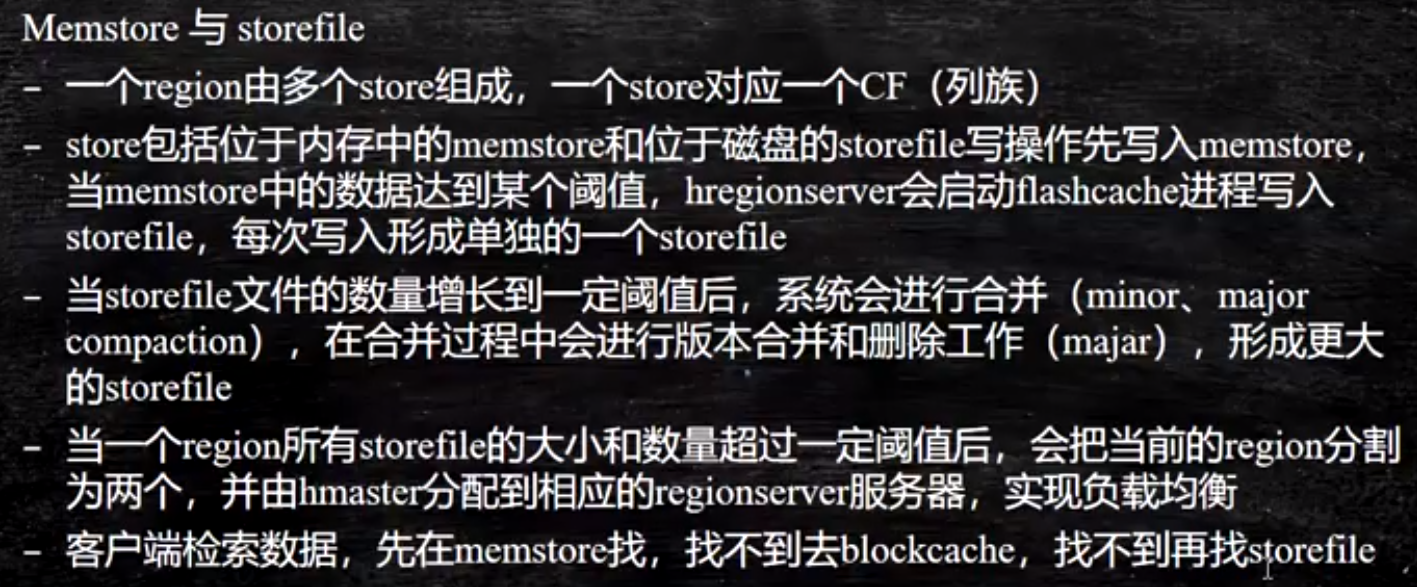 Memstore 与 storefile
– 一个region由多个store组成，一个store对应一个CF（列族）
– store包括位于内存中的memstore和位于磁盘的storefile写操作先写入memstore，
当memstore中的数据达到某个阈值，hregionserver会启动flashcache进程写入
storefile，每次写入形成单独的一个storefile
– 当storefile文件的数量增长到一定阈值后，系统会进行合并（minor、major
compaction），在合并过程中会进行版本合并和删除工作（majar），形成更大
的storefile
– 当一个region所有storefile的大小和数量超过一定阈值后，会把当前的region分割
为两个，并由hmaster分配到相应的regionserver服务器，实现负载均衡
– 客户端检索数据，先在memstore找，找不到去blockcache，找不到再找storefile